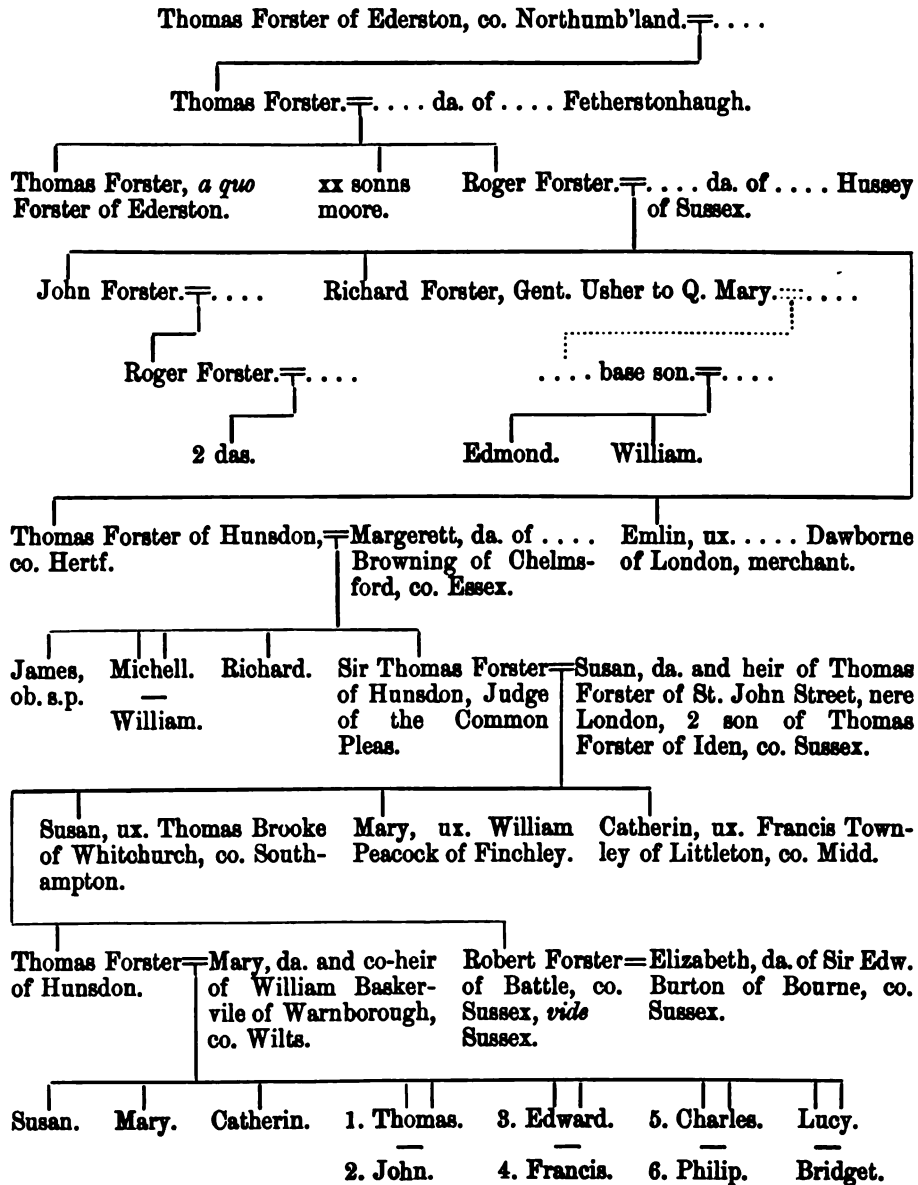 Thomas Forster of Ederston, co. Northumb'land.=. . . .
Thomas Forster.=. . . . da. of . . . . Fetherstonhaugh.
Thomas Forster, a quo
Forster of Ederston.
xx sonns
moore.
Roger Forster.=. . . . da. of . . . . Hussey
of Sussex.
John Forster.=. . . .
Richard Forster, Gent. Usher to Q. Mary.::::. . . .
Roger Forster.=. . . .
. . . . base son.=. . . .
2 das.
Edmond.
William.
Thomas Forster of Hunsdon,=
co. Hertf.
Margerett, da. of . . . .
Browning of Chelms-
ford, co. Essex.
Emlin, ux. . . . . Dawborne
of London, merchant.
James,
ob. s.p.
Michell.
—
William.
Richard.
Sir Thomas Forster=
of Hunsdon, Judge
of the Common
Pleas.
Susan, da. and heir of Thomas
Forster of St. John Street, nere
London, 2 son of Thomas
Forster of Iden, co. Sussex.
Susan, ux. Thomas Brooke
of Whitchurch, co. South-
ampton.
Mary, ux. William
Peacock of Finchley.
Catherin, ux. Francis Town-
ley of Littleton, co. Midd.
Thomas Forster=
of Hunsdon.
Mary, da. and co-heir
of William Basker-
vile of Warnborough,
co. Wilts.
Robert Forster=
of Battle, co.
Sussex, vide
Sussex.
Elizabeth, da. of Sir Edw.
Burton of Bourne, co.
Sussex.
Susan.
Mary.
Catherin.
1. Thomas.
—
2. John.
3. Edward.
—
4. Francis.
5. Charles.
—
6. Philip.
Lucy.
—
Bridget.